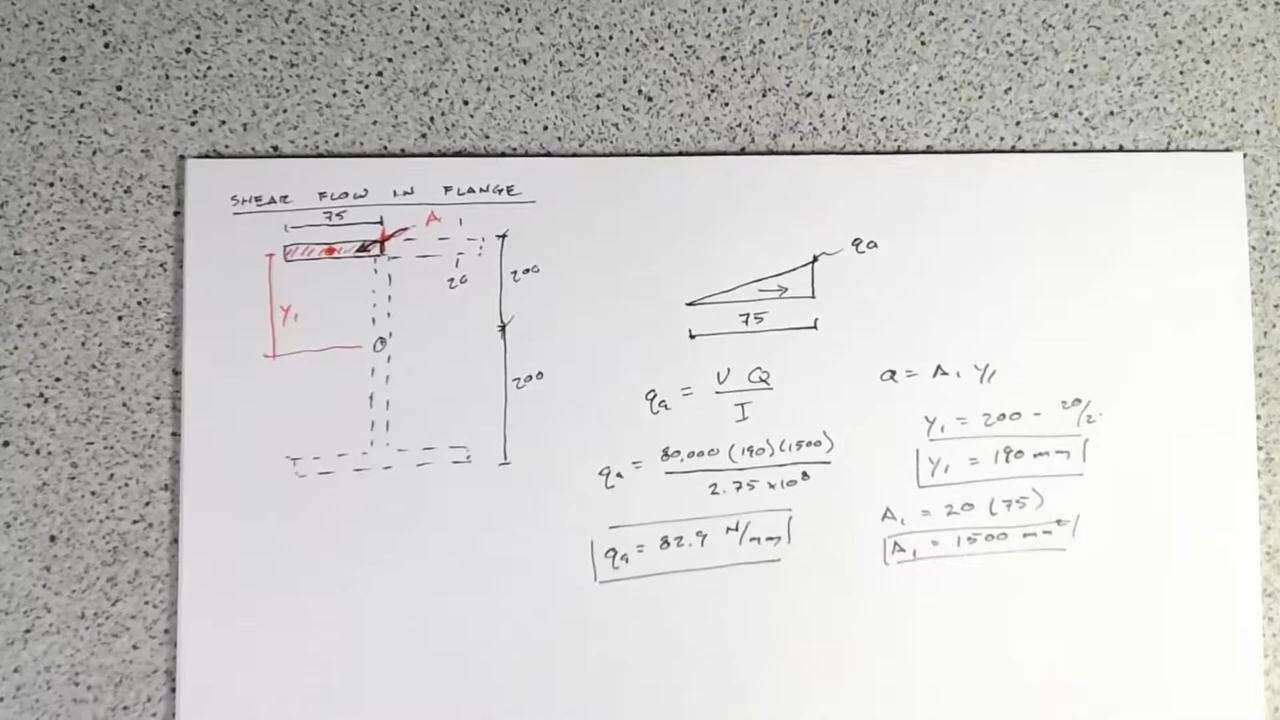 SHEAR FLOW IN FLANGE
75
A₁
20
200
200
Y₁
qa
75
qa = V Q / I
qa = 80,000 (190)(1500) / 2.75 x10⁸
qa = 82.9 N/mm
Q = A₁ Y₁
Y₁ = 200 - 20/2
Y₁ = 190 mm
A₁ = 20 (75)
A₁ = 1500 mm²